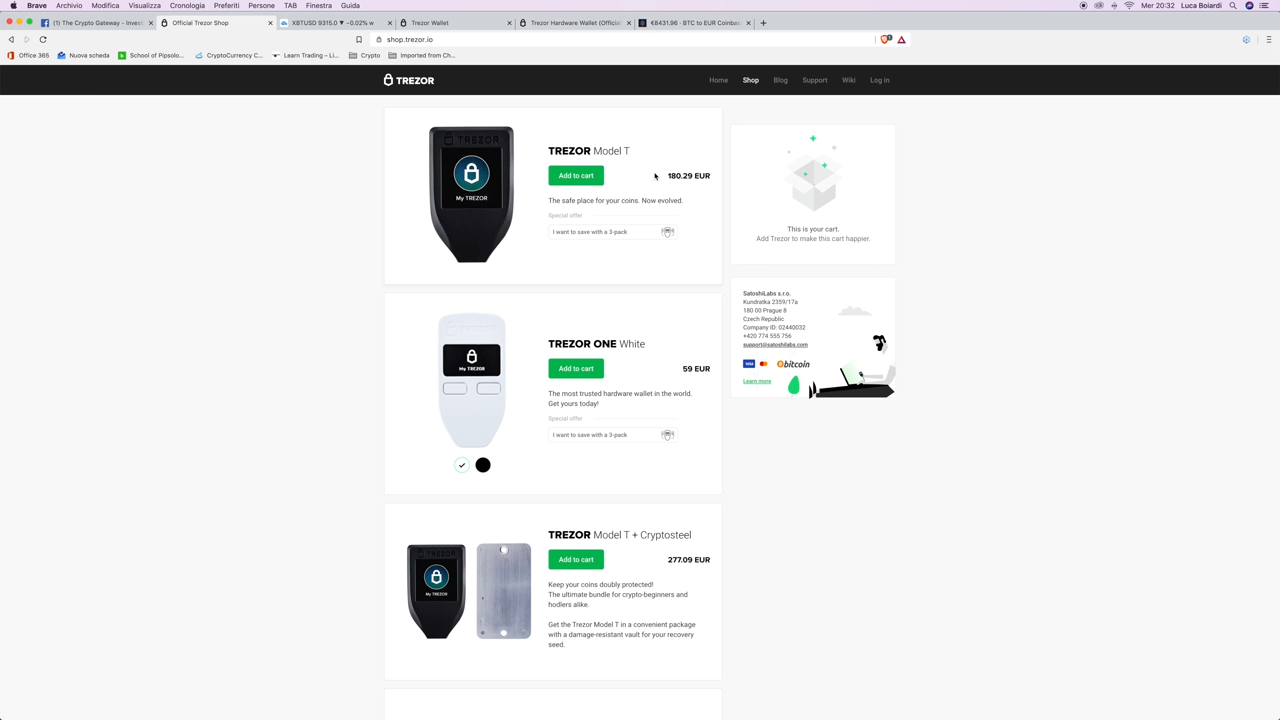 Brave Archivio Modifica Visualizza Cronologia Preferiti Persone TAB Finestra Guida Mer 20:32 Luca Boiardi
(1) The Crypto Gateway - Invest Official Trezor Shop XBTUSD 9315.0 ▼ −0.02% w Trezor Wallet Trezor Hardware Wallet (Official €8431.96 · BTC to EUR Coinbas
shop.trezor.io
Office 365 Nuova scheda School of Pipsolo... CryptoCurrency C... Learn Trading – Li... Crypto Imported from Ch...
TREZOR Home Shop Blog Support Wiki Log in
TREZOR
My TREZOR
TREZOR Model T
Add to cart 180.29 EUR
The safe place for your coins. Now evolved.
Special offer
I want to save with a 3-pack
This is your cart.
Add Trezor to make this cart happier.
SatoshiLabs s.r.o.
Kundratka 2359/17a
180 00 Prague 8
Czech Republic
Company ID: 02440032
+420 774 555 756
support@satoshilabs.com
VISA bitcoin
Learn more
TREZOR
My TREZOR
TREZOR ONE White
Add to cart 59 EUR
The most trusted hardware wallet in the world.
Get yours today!
Special offer
I want to save with a 3-pack
TREZOR
My TREZOR
TREZOR Model T + Cryptosteel
Add to cart 277.09 EUR
Keep your coins doubly protected!
The ultimate bundle for crypto-beginners and
hodlers alike.
Get the Trezor Model T in a convenient package
with a damage-resistant vault for your recovery
seed.